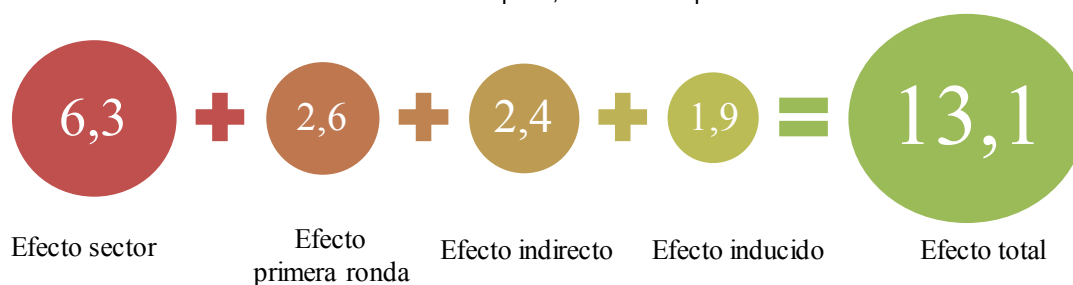 6,3 + 2,6 + 2,4 + 1,9 = 13,1
Efecto sector
Efecto
primera ronda
Efecto indirecto
Efecto inducido
Efecto total